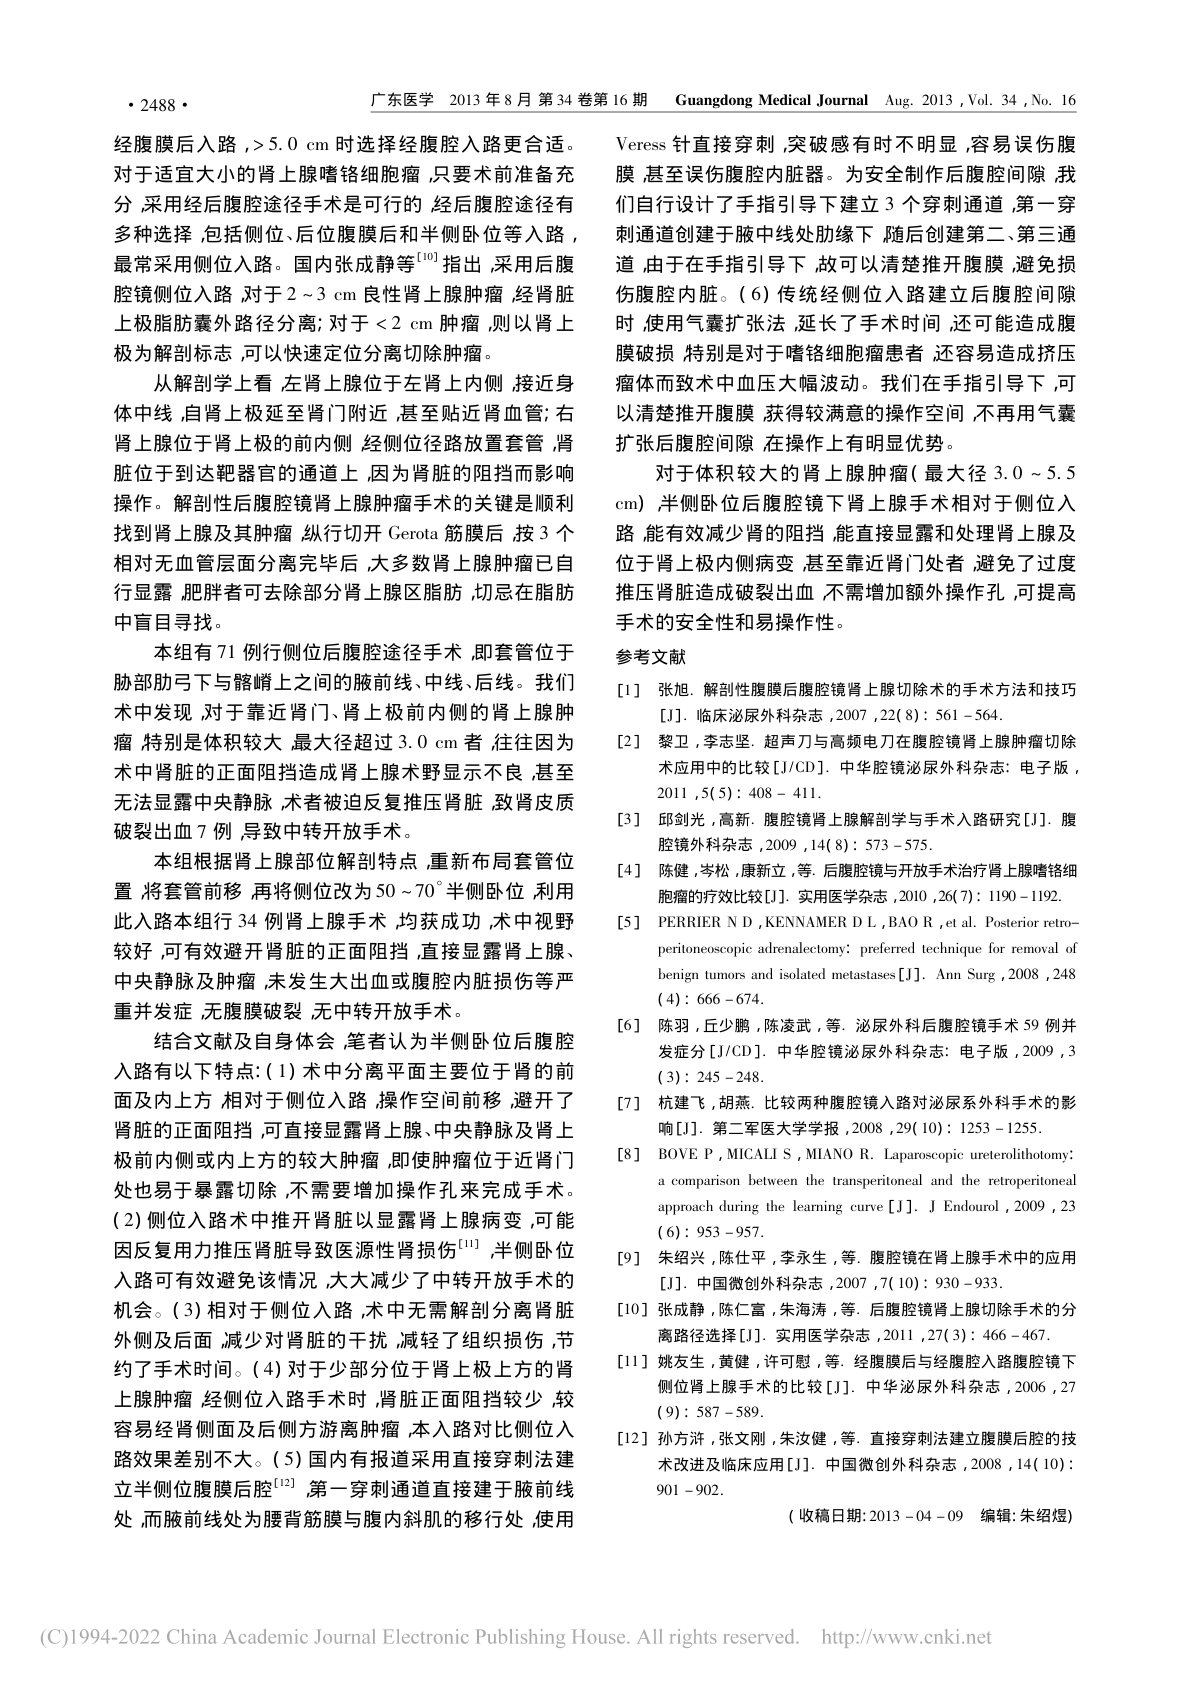 · 2488 ·
广东医学 2013 年 8 月 第 34 卷第 16 期 Guangdong Medical Journal Aug. 2013 ,Vol. 34 ,No. 16
经腹膜后入路 ,> 5. 0 cm 时选择经腹腔入路更合适。
对于适宜大小的肾上腺嗜铬细胞瘤 ,只要术前准备充
分 ,采用经后腹腔途径手术是可行的 ,经后腹腔途径有
多种选择 ,包括侧位、后位腹膜后和半侧卧位等入路 ,
最常采用侧位入路。国内张成静等[10]指出 ,采用后腹
腔镜侧位入路 ,对于 2 ~ 3 cm 良性肾上腺肿瘤 ,经肾脏
上极脂肪囊外路径分离; 对于 < 2 cm 肿瘤 ,则以肾上
极为解剖标志 ,可以快速定位分离切除肿瘤。
从解剖学上看 ,左肾上腺位于左肾上内侧 ,接近身
体中线 ,自肾上极延至肾门附近 ,甚至贴近肾血管; 右
肾上腺位于肾上极的前内侧 ,经侧位径路放置套管 ,肾
脏位于到达靶器官的通道上 ,因为肾脏的阻挡而影响
操作。解剖性后腹腔镜肾上腺肿瘤手术的关键是顺利
找到肾上腺及其肿瘤 ,纵行切开 Gerota 筋膜后 ,按 3 个
相对无血管层面分离完毕后 ,大多数肾上腺肿瘤已自
行显露 ,肥胖者可去除部分肾上腺区脂肪 ,切忌在脂肪
中盲目寻找。
本组有 71 例行侧位后腹腔途径手术 ,即套管位于
胁部肋弓下与髂嵴上之间的腋前线、中线、后线。我们
术中发现 ,对于靠近肾门、肾上极前内侧的肾上腺肿
瘤 ,特别是体积较大 ,最大径超过 3. 0 cm 者 ,往往因为
术中肾脏的正面阻挡造成肾上腺术野显示不良 ,甚至
无法显露中央静脉 ,术者被迫反复推压肾脏 ,致肾皮质
破裂出血 7 例 ,导致中转开放手术。
本组根据肾上腺部位解剖特点 ,重新布局套管位
置 ,将套管前移 ,再将侧位改为 50 ~ 70°半侧卧位 ,利用
此入路本组行 34 例肾上腺手术 ,均获成功 ,术中视野
较好 ,可有效避开肾脏的正面阻挡 ,直接显露肾上腺、
中央静脉及肿瘤 ,未发生大出血或腹腔内脏损伤等严
重并发症 ,无腹膜破裂 ,无中转开放手术。
结合文献及自身体会 ,笔者认为半侧卧位后腹腔
入路有以下特点: ( 1) 术中分离平面主要位于肾的前
面及内上方 ,相对于侧位入路 ,操作空间前移 ,避开了
肾脏的正面阻挡 ,可直接显露肾上腺、中央静脉及肾上
极前内侧或内上方的较大肿瘤 ,即使肿瘤位于近肾门
处也易于暴露切除 ,不需要增加操作孔来完成手术。
( 2) 侧位入路术中推开肾脏以显露肾上腺病变 ,可能
因反复用力推压肾脏导致医源性肾损伤[11] ,半侧卧位
入路可有效避免该情况 ,大大减少了中转开放手术的
机会。( 3) 相对于侧位入路 ,术中无需解剖分离肾脏
外侧及后面 ,减少对肾脏的干扰 ,减轻了组织损伤 ,节
约了手术时间。( 4) 对于少部分位于肾上极上方的肾
上腺肿瘤 ,经侧位入路手术时 ,肾脏正面阻挡较少 ,较
容易经肾侧面及后侧方游离肿瘤 ,本入路对比侧位入
路效果差别不大。( 5) 国内有报道采用直接穿刺法建
立半侧位腹膜后腔[12] ,第一穿刺通道直接建于腋前线
处 ,而腋前线处为腰背筋膜与腹内斜肌的移行处 ,使用
Veress 针直接穿刺 ,突破感有时不明显 ,容易误伤腹
膜 ,甚至误伤腹腔内脏器。为安全制作后腹腔间隙 ,我
们自行设计了手指引导下建立 3 个穿刺通道 ,第一穿
刺通道创建于腋中线处肋缘下 ,随后创建第二、第三通
道 ,由于在手指引导下 ,故可以清楚推开腹膜 ,避免损
伤腹腔内脏。( 6) 传统经侧位入路建立后腹腔间隙
时 ,使用气囊扩张法 ,延长了手术时间 ,还可能造成腹
膜破损 ,特别是对于嗜铬细胞瘤患者 ,还容易造成挤压
瘤体而致术中血压大幅波动。我们在手指引导下 ,可
以清楚推开腹膜 ,获得较满意的操作空间 ,不再用气囊
扩张后腹腔间隙 ,在操作上有明显优势。
对于体积较大的肾上腺肿瘤( 最大径 3. 0 ~ 5. 5
cm) ,半侧卧位后腹腔镜下肾上腺手术相对于侧位入
路 ,能有效减少肾的阻挡 ,能直接显露和处理肾上腺及
位于肾上极内侧病变 ,甚至靠近肾门处者 ,避免了过度
推压肾脏造成破裂出血 ,不需增加额外操作孔 ,可提高
手术的安全性和易操作性。
参考文献
[1] 张旭. 解剖性腹膜后腹腔镜肾上腺切除术的手术方法和技巧
[J]. 临床泌尿外科杂志 ,2007 ,22( 8) : 561 - 564.
[2] 黎卫 ,李志坚. 超声刀与高频电刀在腹腔镜肾上腺肿瘤切除
术应用中的比较[J/CD]. 中华腔镜泌尿外科杂志: 电子版 ,
2011 ,5( 5) : 408 - 411.
[3] 邱剑光 ,高新. 腹腔镜肾上腺解剖学与手术入路研究[J]. 腹
腔镜外科杂志 ,2009 ,14( 8) : 573 - 575.
[4] 陈健 ,岑松 ,康新立 ,等. 后腹腔镜与开放手术治疗肾上腺嗜铬细
胞瘤的疗效比较[J]. 实用医学杂志 ,2010 ,26( 7) : 1190 - 1192.
[5] PERRIER N D ,KENNAMER D L ,BAO R ,et al. Posterior retro-
peritoneoscopic adrenalectomy: preferred technique for removal of
benign tumors and isolated metastases[J]. Ann Surg ,2008 ,248
( 4) : 666 - 674.
[6] 陈羽 ,丘少鹏 ,陈凌武 ,等. 泌尿外科后腹腔镜手术 59 例并
发症分[J/CD]. 中华腔镜泌尿外科杂志: 电子版 ,2009 ,3
( 3) : 245 - 248.
[7] 杭建飞 ,胡燕. 比较两种腹腔镜入路对泌尿系外科手术的影
响[J]. 第二军医大学学报 ,2008 ,29( 10) : 1253 - 1255.
[8] BOVE P ,MICALI S ,MIANO R. Laparoscopic ureterolithotomy:
a comparison between the transperitoneal and the retroperitoneal
approach during the learning curve[J]. J Endourol ,2009 ,23
( 6) : 953 - 957.
[9] 朱绍兴 ,陈仕平 ,李永生 ,等. 腹腔镜在肾上腺手术中的应用
[J]. 中国微创外科杂志 ,2007 ,7( 10) : 930 - 933.
[10] 张成静 ,陈仁富 ,朱海涛 ,等. 后腹腔镜肾上腺切除手术的分
离路径选择[J]. 实用医学杂志 ,2011 ,27( 3) : 466 - 467.
[11] 姚友生 ,黄健 ,许可慰 ,等. 经腹膜后与经腹腔入路腹腔镜下
侧位肾上腺手术的比较[J]. 中华泌尿外科杂志 ,2006 ,27
( 9) : 587 - 589.
[12] 孙方浒 ,张文刚 ,朱汝健 ,等. 直接穿刺法建立腹膜后腔的技
术改进及临床应用[J]. 中国微创外科杂志 ,2008 ,14( 10) :
901 - 902.
( 收稿日期: 2013 - 04 - 09 编辑: 朱绍煜)
(C)1994-2022 China Academic Journal Electronic Publishing House. All rights reserved. http://www.cnki.net